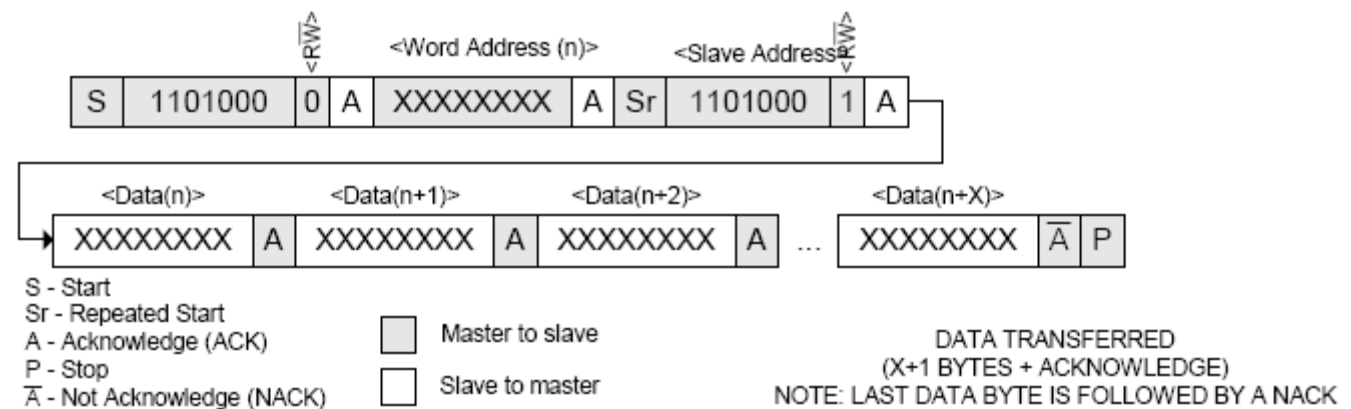 <RW> <Word Address (n)> <Slave Address> <RW>
S 1101000 0 A XXXXXXXX A Sr 1101000 1 A
<Data(n)> <Data(n+1)> <Data(n+2)> <Data(n+X)>
XXXXXXXX A XXXXXXXX A XXXXXXXX A ... XXXXXXXX A̅ P
S - Start
Sr - Repeated Start
A - Acknowledge (ACK)
P - Stop
A̅ - Not Acknowledge (NACK)
Master to slave
Slave to master
DATA TRANSFERRED
(X+1 BYTES + ACKNOWLEDGE)
NOTE: LAST DATA BYTE IS FOLLOWED BY A NACK